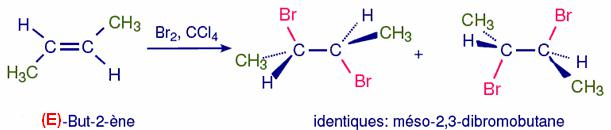 H
CH₃
C=C
H₃C
H
Br₂, CCl₄
Br
H
CH₃
C
C
CH₃
H
Br
+
CH₃
H
C
C
Br
Br
H
CH₃
(E)-But-2-ène
identiques: méso-2,3-dibromobutane